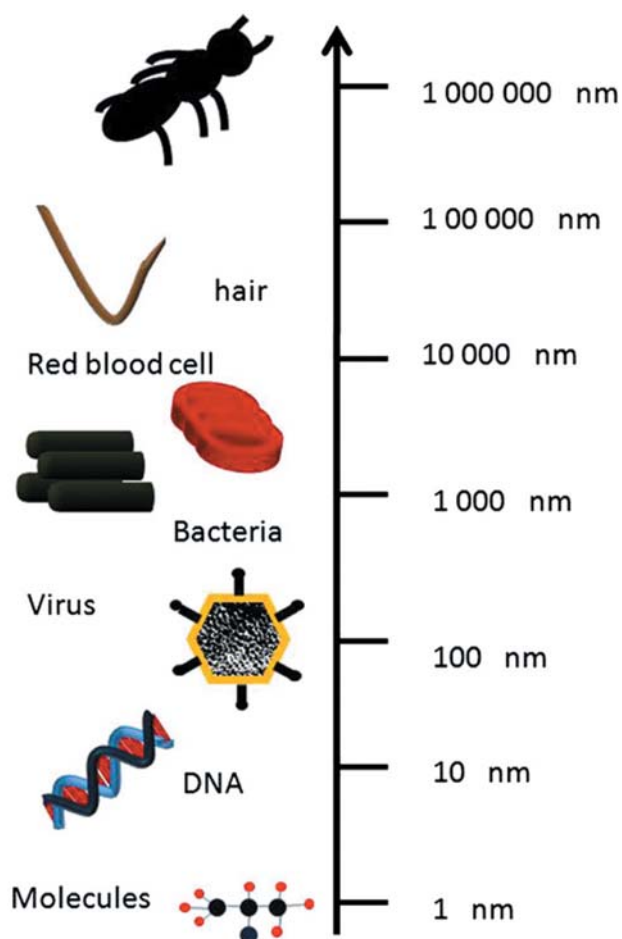 1 000 000 nm
1 00 000 nm
hair
Red blood cell
10 000 nm
1 000 nm
Bacteria
Virus
100 nm
DNA
10 nm
Molecules
1 nm